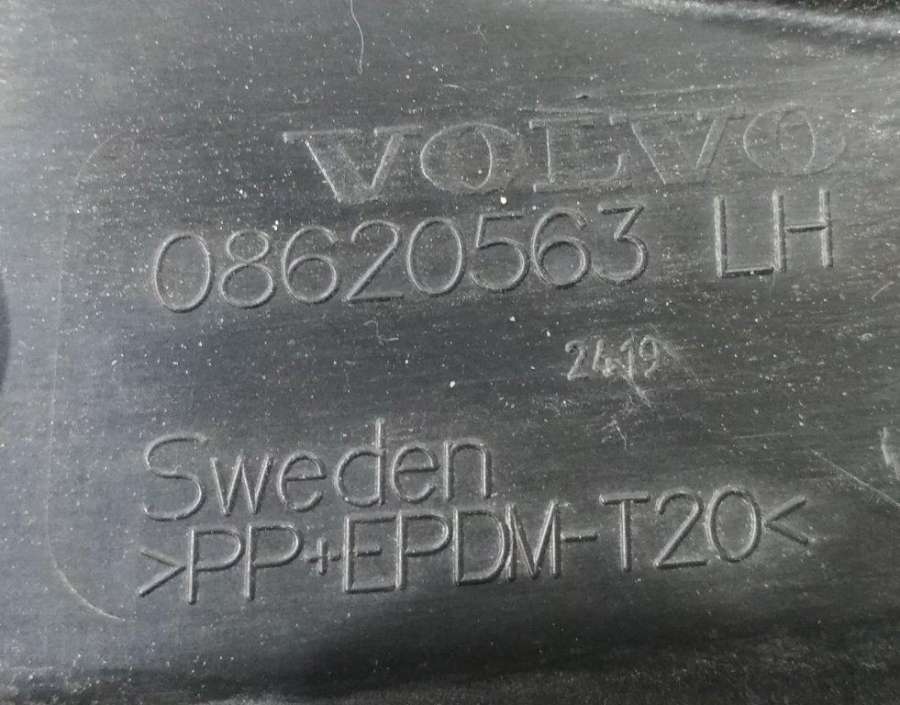 VOLVO
08620563 LH
2419
Sweden
>PP+EPDM-T20<